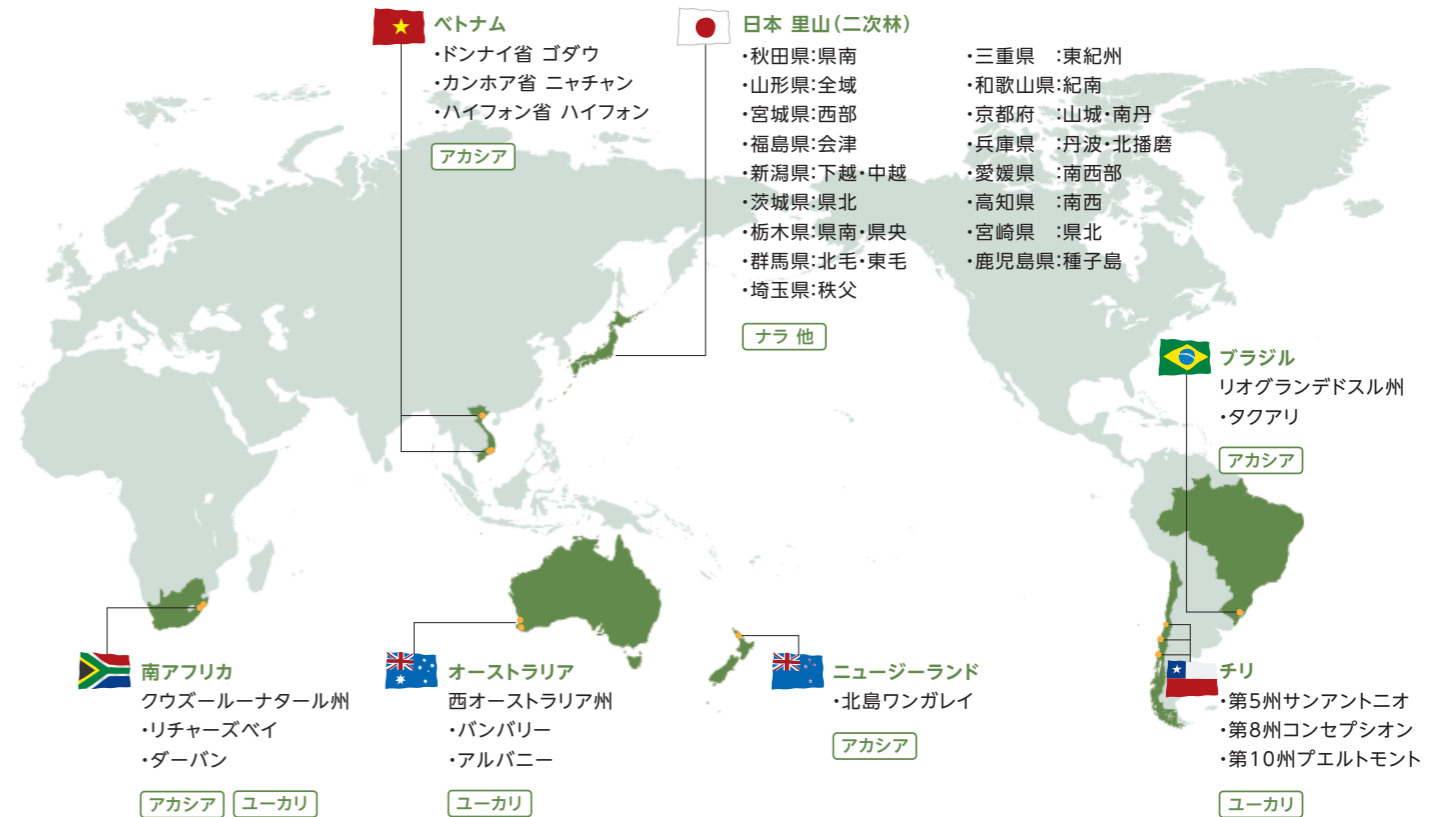 ベトナム
・ドンナイ省 ゴダウ
・カンホア省 ニャチャン
・ハイフォン省 ハイフォン
アカシア
日本 里山（二次林）
・秋田県：県南
・山形県：全域
・宮城県：西部
・福島県：会津
・新潟県：下越・中越
・茨城県：県北
・栃木県：県南・県央
・群馬県：北毛・東毛
・埼玉県：秩父
・三重県　：東紀州
・和歌山県：紀南
・京都府　：山城・南丹
・兵庫県　：丹波・北播磨
・愛媛県　：南西部
・高知県　：南西
・宮崎県　：県北
・鹿児島県：種子島
ナラ 他
ブラジル
リオグランデドスル州
・タクアリ
アカシア
南アフリカ
クウズールーナタール州
・リチャーズベイ
・ダーバン
アカシア ユーカリ
オーストラリア
西オーストラリア州
・バンバリー
・アルバニー
ユーカリ
ニュージーランド
・北島ワンガレイ
アカシア
チリ
・第5州サンアントニオ
・第8州コンセプシオン
・第10州プエルトモント
ユーカリ